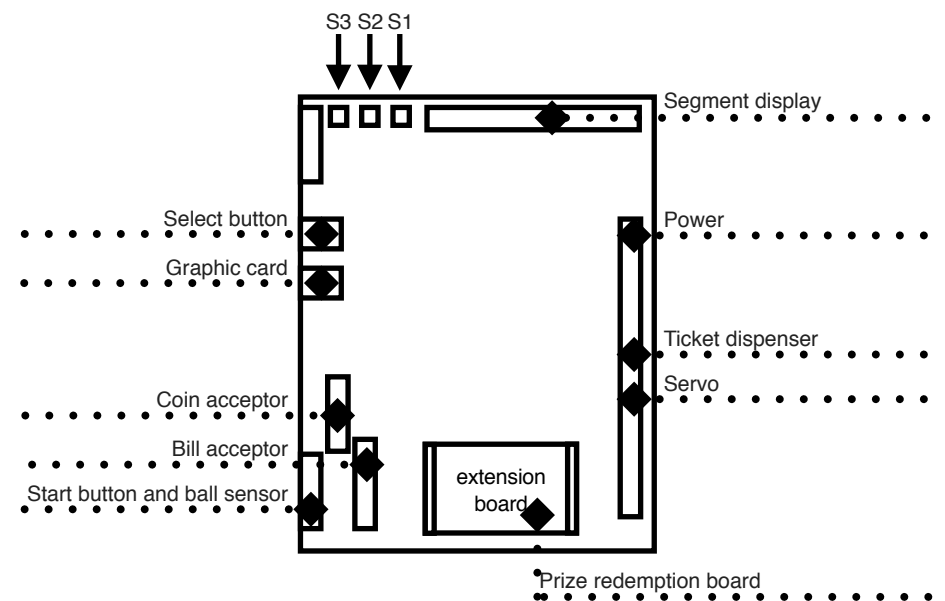 S3 S2 S1
Segment display
Select button
Power
Graphic card
Ticket dispenser
Servo
Coin acceptor
Bill acceptor
Start button and ball sensor
extension
board
Prize redemption board